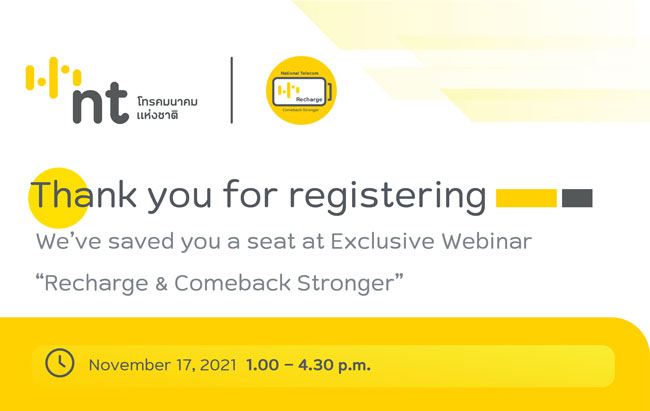 nt
โทรคมนาคม
แห่งชาติ
National Telecom
Recharge
Comeback Stronger
Thank you for registering
We’ve saved you a seat at Exclusive Webinar
“Recharge & Comeback Stronger”
November 17, 2021 1.00 – 4.30 p.m.